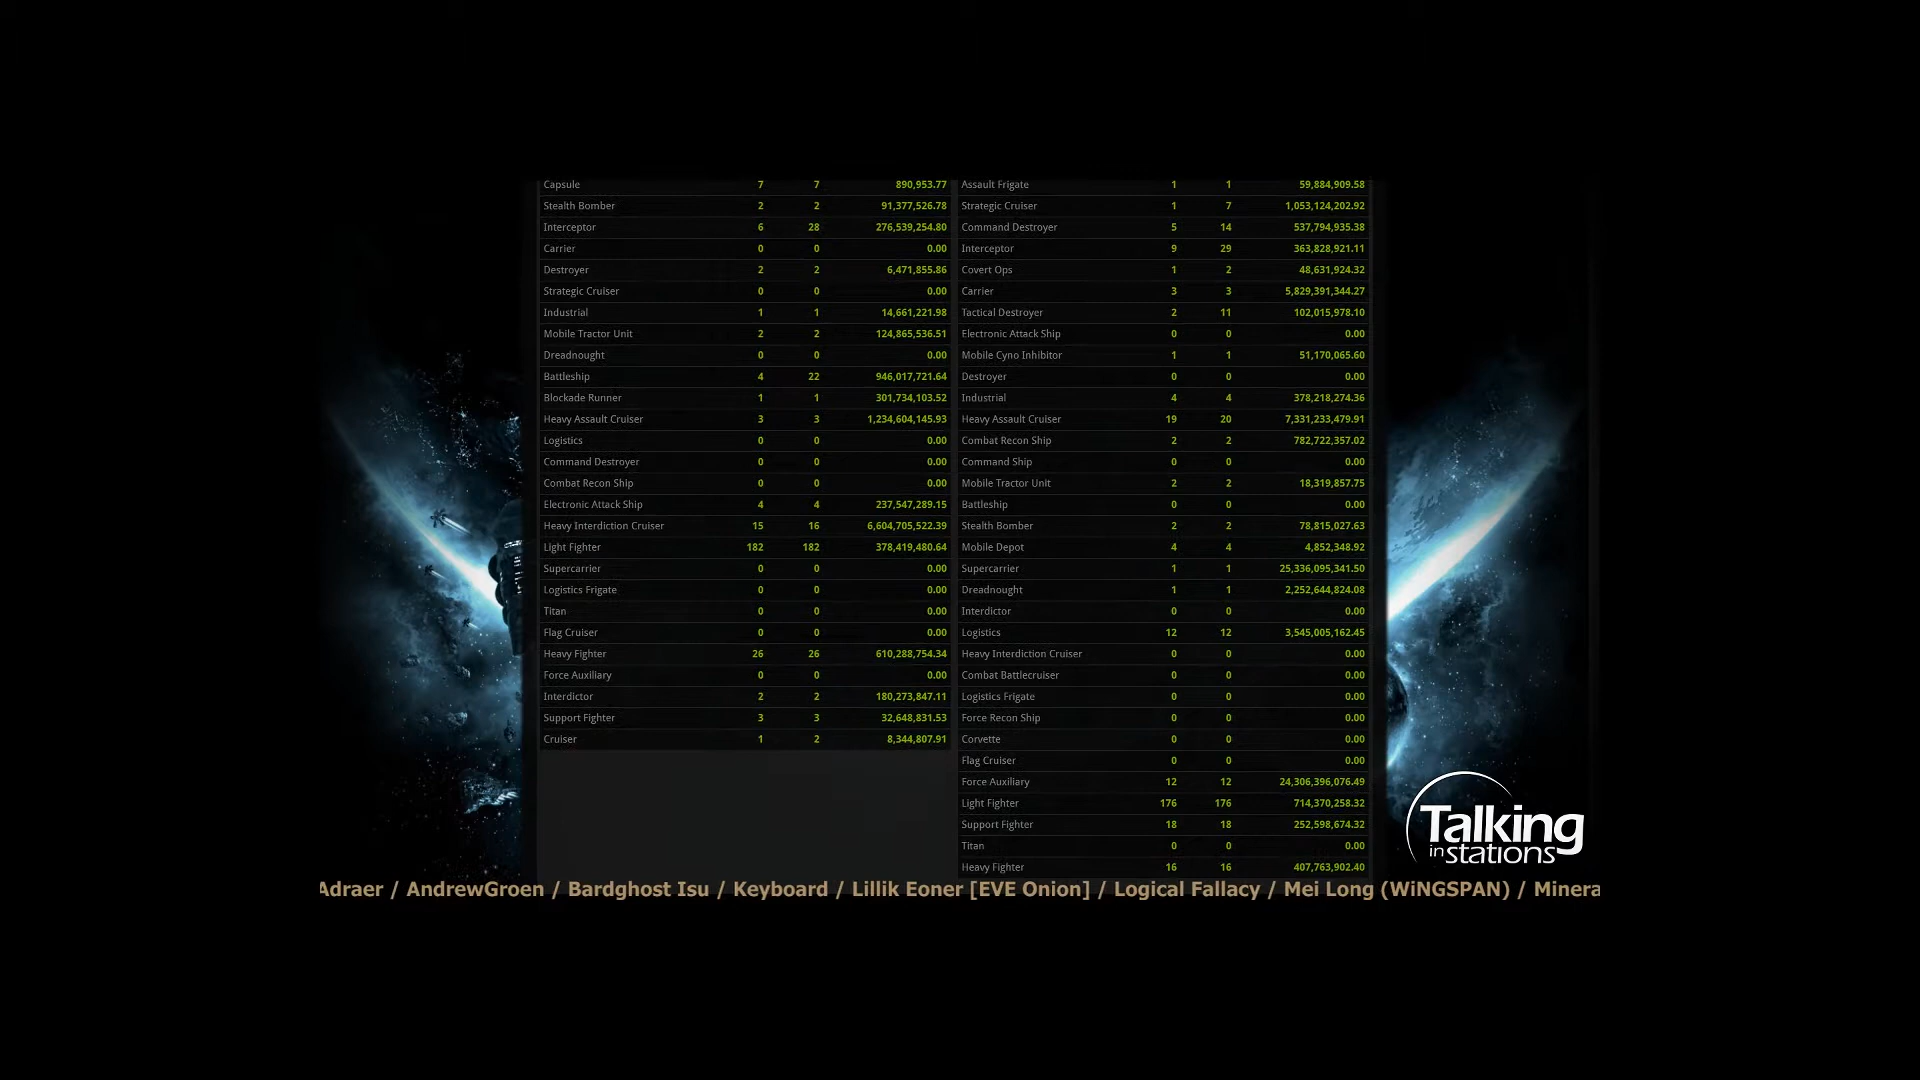 Capsule 7 7 890,953.77
Stealth Bomber 2 2 91,377,526.78
Interceptor 6 28 276,539,254.80
Carrier 0 0 0.00
Destroyer 2 2 6,471,855.86
Strategic Cruiser 0 0 0.00
Industrial 1 1 14,661,221.98
Mobile Tractor Unit 2 2 124,865,536.51
Dreadnought 0 0 0.00
Battleship 4 22 946,017,721.64
Blockade Runner 1 1 301,734,103.52
Heavy Assault Cruiser 3 3 1,234,604,145.93
Logistics 0 0 0.00
Command Destroyer 0 0 0.00
Combat Recon Ship 0 0 0.00
Electronic Attack Ship 4 4 237,547,289.15
Heavy Interdiction Cruiser 15 16 6,604,705,522.39
Light Fighter 182 182 378,419,480.64
Supercarrier 0 0 0.00
Logistics Frigate 0 0 0.00
Titan 0 0 0.00
Flag Cruiser 0 0 0.00
Heavy Fighter 26 26 610,288,754.34
Force Auxiliary 0 0 0.00
Interdictor 2 2 180,273,847.11
Support Fighter 3 3 32,648,831.53
Cruiser 1 2 8,344,807.91
Assault Frigate 1 1 59,884,909.58
Strategic Cruiser 1 7 1,053,124,202.92
Command Destroyer 5 14 537,794,935.38
Interceptor 9 29 363,828,921.11
Covert Ops 1 2 48,631,924.32
Carrier 3 3 5,829,391,344.27
Tactical Destroyer 2 11 102,015,978.10
Electronic Attack Ship 0 0 0.00
Mobile Cyno Inhibitor 1 1 51,170,065.60
Destroyer 0 0 0.00
Industrial 4 4 378,218,274.36
Heavy Assault Cruiser 19 20 7,331,233,479.91
Combat Recon Ship 2 2 782,722,357.02
Command Ship 0 0 0.00
Mobile Tractor Unit 2 2 18,319,857.75
Battleship 0 0 0.00
Stealth Bomber 2 2 78,815,027.63
Mobile Depot 4 4 4,852,348.92
Supercarrier 1 1 25,336,095,341.50
Dreadnought 1 1 2,252,644,824.08
Interdictor 0 0 0.00
Logistics 12 12 3,545,005,162.45
Heavy Interdiction Cruiser 0 0 0.00
Combat Battlecruiser 0 0 0.00
Logistics Frigate 0 0 0.00
Force Recon Ship 0 0 0.00
Corvette 0 0 0.00
Flag Cruiser 0 0 0.00
Force Auxiliary 12 12 24,306,396,076.49
Light Fighter 176 176 714,370,258.32
Support Fighter 18 18 252,598,674.32
Titan 0 0 0.00
Heavy Fighter 16 16 407,763,902.40
Talking
in stations
Adraer / AndrewGroen / Bardghost Isu / Keyboard / Lillik Eoner [EVE Onion] / Logical Fallacy / Mei Long (WiNGSPAN) / Minera